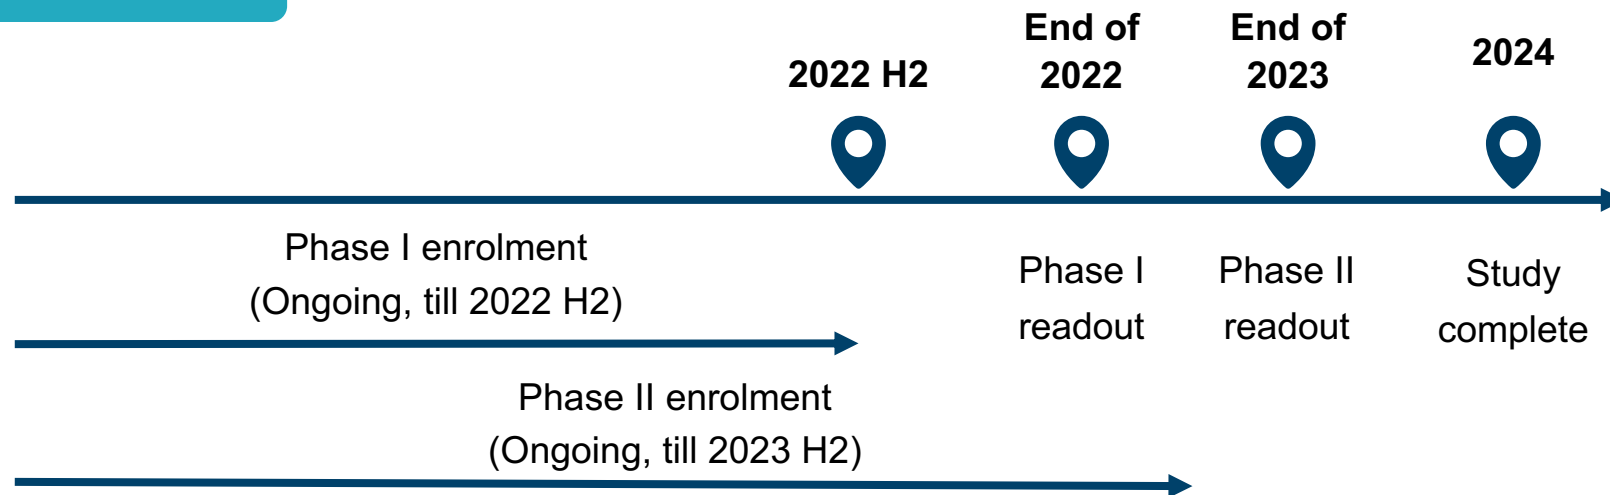 2022 H2
End of
2022
End of
2023
2024
Phase I enrolment
(Ongoing, till 2022 H2)
Phase I
readout
Phase II
readout
Study
complete
Phase II enrolment
(Ongoing, till 2023 H2)